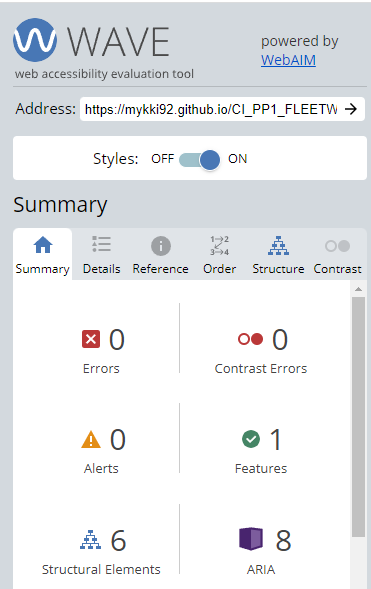 WAVE
web accessibility evaluation tool
powered by
WebAIM
Address: https://mykki92.github.io/CI_PP1_FLEETW
Styles: OFF ON
Summary
Summary Details Reference Order Structure Contrast
0 0
Errors Contrast Errors
0 1
Alerts Features
6 8
Structural Elements ARIA